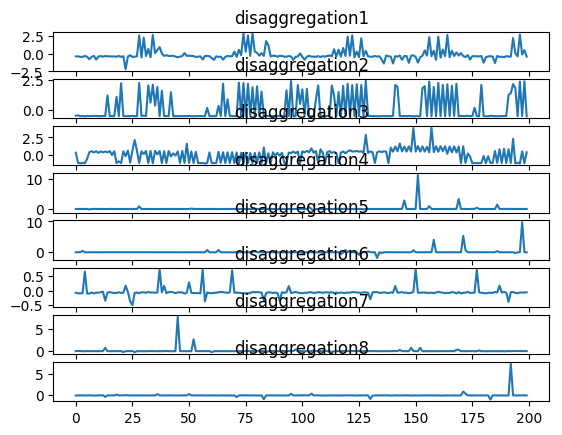 disaggregation1
2.5
0.0
−2.5
disaggregation2
2.5
0.0
disaggregation3
2.5
0.0
disaggregation4
10
0
disaggregation5
10
0
disaggregation6
0.5
0.0
−0.5
disaggregation7
5
0
disaggregation8
5
0
0 25 50 75 100 125 150 175 200